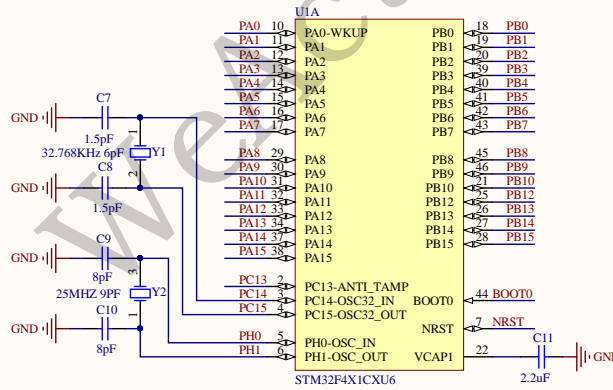 U1A
PA0 10 PA0-WKUP PB0 18 PB0
PA1 11 PA1 PB1 19 PB1
PA2 12 PA2 PB2 20 PB2
PA3 13 PA3 PB3 39 PB3
PA4 14 PA4 PB4 40 PB4
PA5 15 PA5 PB5 41 PB5
PA6 16 PA6 PB6 42 PB6
PA7 17 PA7 PB7 43 PB7
PA8 29 PA8 PB8 45 PB8
PA9 30 PA9 PB9 46 PB9
PA10 31 PA10 PB10 21 PB10
PA11 32 PA11 PB12 25 PB12
PA12 33 PA12 PB13 26 PB13
PA13 34 PA13 PB14 27 PB14
PA14 37 PA14 PB15 28 PB15
PA15 38 PA15
PC13 2 PC13-ANTI_TAMP
PC14 3 PC14-OSC32_IN BOOT0 44 BOOT0
PC15 4 PC15-OSC32_OUT
NRST 7 NRST
PH0 5 PH0-OSC_IN
PH1 6 PH1-OSC_OUT VCAP1 22
STM32F4X1CXU6
C7
GND
1.5pF
1
32.768KHz 6pF Y1
2
C8
GND
1.5pF
C9
GND
8pF
3
25MHZ 9PF Y2
1
C10
GND
8pF
C11
GND
2.2uF
WeAct